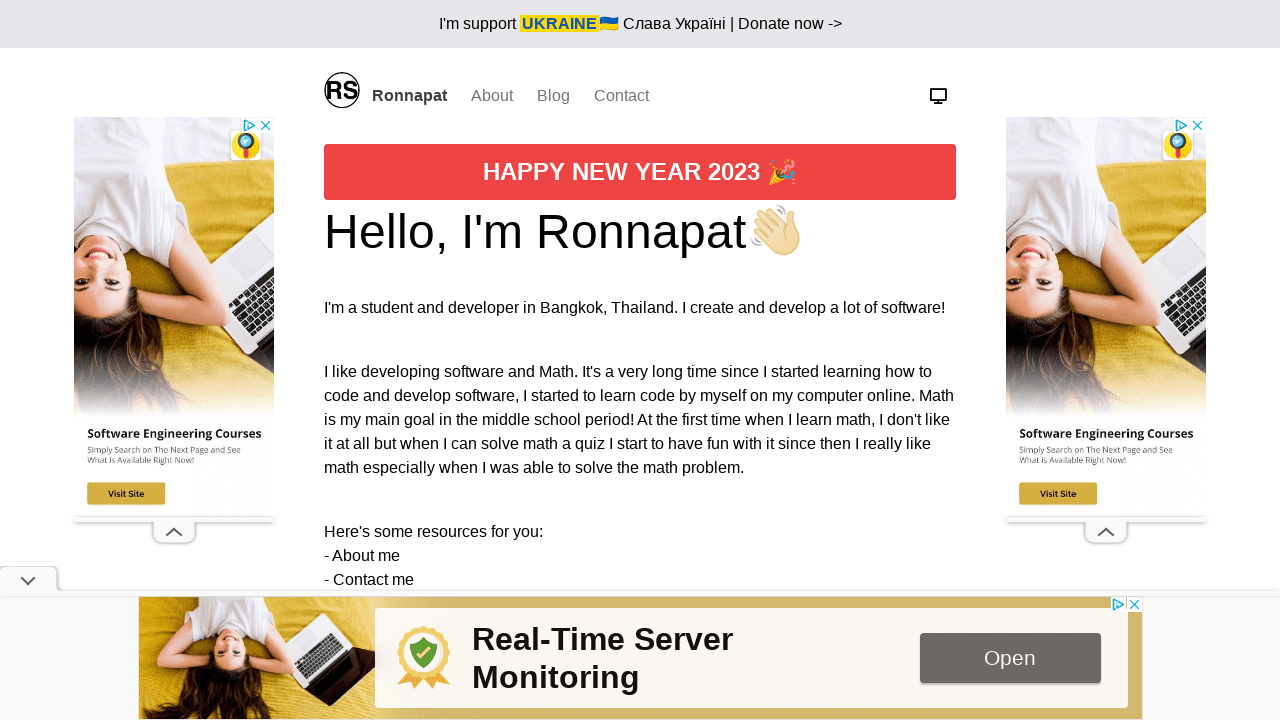 I'm support UKRAINE🇺🇦 Слава Україні | Donate now ->
RS Ronnapat About Blog Contact
HAPPY NEW YEAR 2023 🎉
Hello, I'm Ronnapat👋🏻
I'm a student and developer in Bangkok, Thailand. I create and develop a lot of software!
I like developing software and Math. It's a very long time since I started learning how to
code and develop software, I started to learn code by myself on my computer online. Math
is my main goal in the middle school period! At the first time when I learn math, I don't like
it at all but when I can solve math a quiz I start to have fun with it since then I really like
math especially when I was able to solve the math problem.
Here's some resources for you:
- About me
- Contact me
Software Engineering Courses
Simply Search on The Next Page and See
What is Available Right Now!
Visit Site
Software Engineering Courses
Simply Search on The Next Page and See
What is Available Right Now!
Visit Site
Real-Time Server
Monitoring
Open